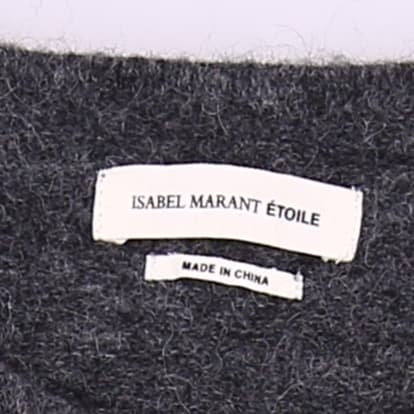 ISABEL MARANT ÉTOILE
MADE IN CHINA